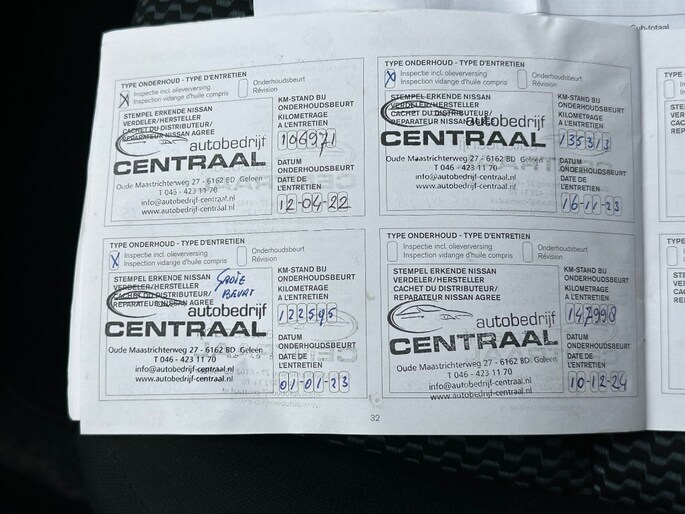 Sub-totaal
TYPE ONDERHOUD - TYPE D'ENTRETIEN
X Inspectie incl. olieverversing
Inspection vidange d'huile compris
Onderhoudsbeurt
Révision
STEMPEL ERKENDE NISSAN
VERDELER/HERSTELLER
CACHET DU DISTRIBUTEUR/
REPARATEUR NISSAN AGREE
autobedrijf
CENTRAAL
Oude Maastrichterweg 27 - 6162 BD Geleen
T 046 - 423 11 70
info@autobedrijf-centraal.nl
www.autobedrijf-centraal.nl
KM-STAND BIJ
ONDERHOUDSBEURT
KILOMETRAGE
A L'ENTRETIEN
106971
DATUM
ONDERHOUDSBEURT
DATE DE
L'ENTRETIEN
12-04-22
TYPE ONDERHOUD - TYPE D'ENTRETIEN
X Inspectie incl. olieverversing
Inspection vidange d'huile compris
Onderhoudsbeurt
Révision
STEMPEL ERKENDE NISSAN
VERDELER/HERSTELLER
CACHET DU DISTRIBUTEUR/
REPARATEUR NISSAN AGREE
autobedrijf
CENTRAAL
Oude Maastrichterweg 27 - 6162 BD Geleen
T 046 - 423 11 70
info@autobedrijf-centraal.nl
www.autobedrijf-centraal.nl
KM-STAND BIJ
ONDERHOUDSBEURT
KILOMETRAGE
A L'ENTRETIEN
135313
DATUM
ONDERHOUDSBEURT
DATE DE
L'ENTRETIEN
16-11-23
TYPE ONDERHOUD - TYPE D'ENTRETIEN
X Inspectie incl. olieverversing
Inspection vidange d'huile compris
Onderhoudsbeurt
Révision
STEMPEL ERKENDE NISSAN
VERDELER/HERSTELLER
CACHET DU DISTRIBUTEUR/
REPARATEUR NISSAN AGREE
GROTE
BEURT
autobedrijf
CENTRAAL
Oude Maastrichterweg 27 - 6162 BD Geleen
T 046 - 423 11 70
info@autobedrijf-centraal.nl
www.autobedrijf-centraal.nl
KM-STAND BIJ
ONDERHOUDSBEURT
KILOMETRAGE
A L'ENTRETIEN
122595
DATUM
ONDERHOUDSBEURT
DATE DE
L'ENTRETIEN
01-01-23
TYPE ONDERHOUD - TYPE D'ENTRETIEN
Inspectie incl. olieverversing
Inspection vidange d'huile compris
Onderhoudsbeurt
Révision
STEMPEL ERKENDE NISSAN
VERDELER/HERSTELLER
CACHET DU DISTRIBUTEUR/
REPARATEUR NISSAN AGREE
autobedrijf
CENTRAAL
Oude Maastrichterweg 27 - 6162 BD Geleen
T 046 - 423 11 70
info@autobedrijf-centraal.nl
www.autobedrijf-centraal.nl
KM-STAND BIJ
ONDERHOUDSBEURT
KILOMETRAGE
A L'ENTRETIEN
147998
DATUM
ONDERHOUDSBEURT
DATE DE
L'ENTRETIEN
10-12-24
32